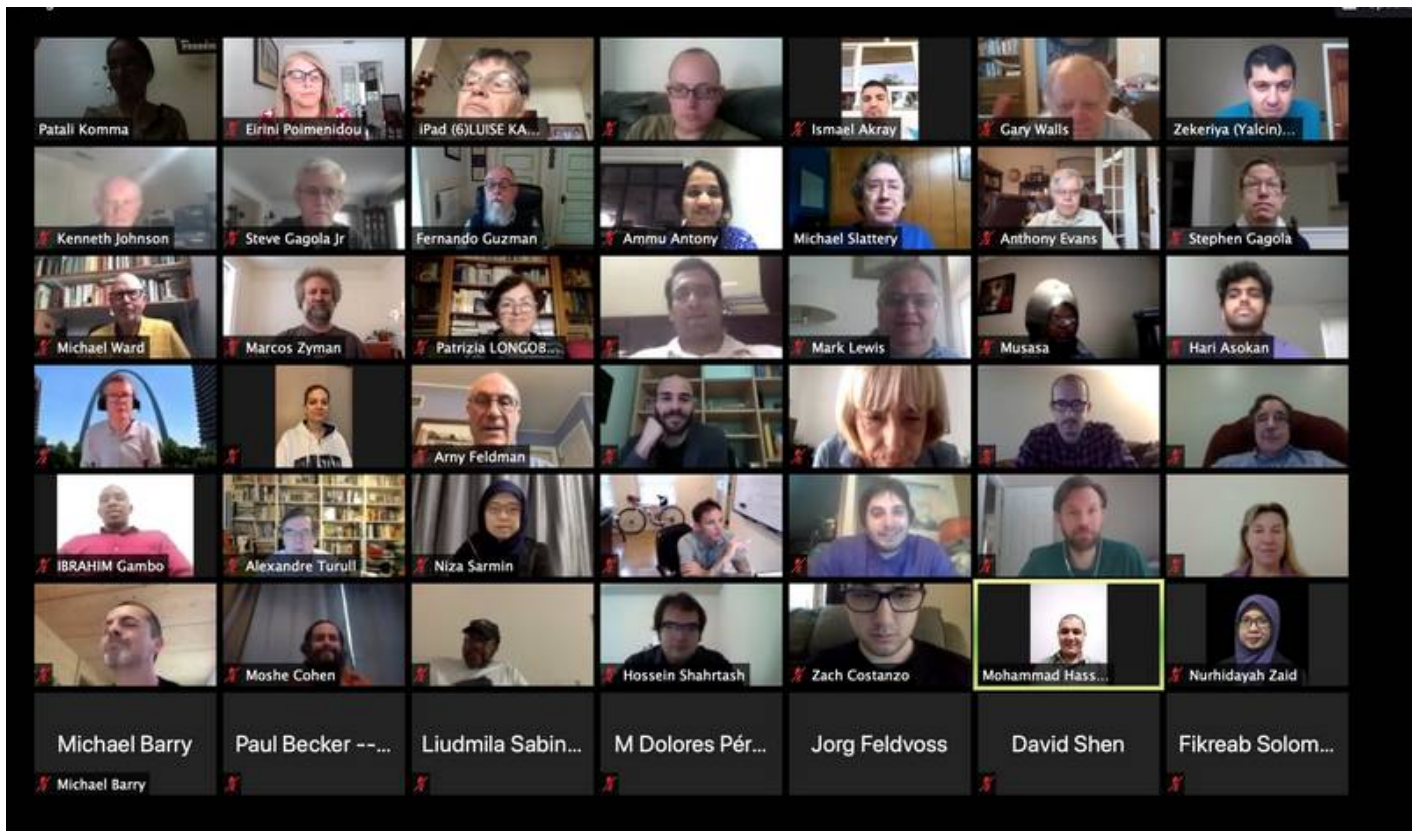 Patali Komma
Eirini Poimenidou
iPad (6)LUISE KA...
Ismael Akray
Gary Walls
Zekeriya (Yalcin)...
Kenneth Johnson
Steve Gagola Jr
Fernando Guzman
Ammu Antony
Michael Slattery
Anthony Evans
Stephen Gagola
Michael Ward
Marcos Zyman
Patrizia LONGOB...
Mark Lewis
Musasa
Hari Asokan
Arny Feldman
IBRAHIM Gambo
Alexandre Turull
Niza Sarmin
Moshe Cohen
Hossein Shahrtash
Zach Costanzo
Mohammad Hass...
Nurhidayah Zaid
Michael Barry
Paul Becker --...
Liudmila Sabin...
M Dolores Pér...
Jorg Feldvoss
David Shen
Fikreab Solom...
Michael Barry